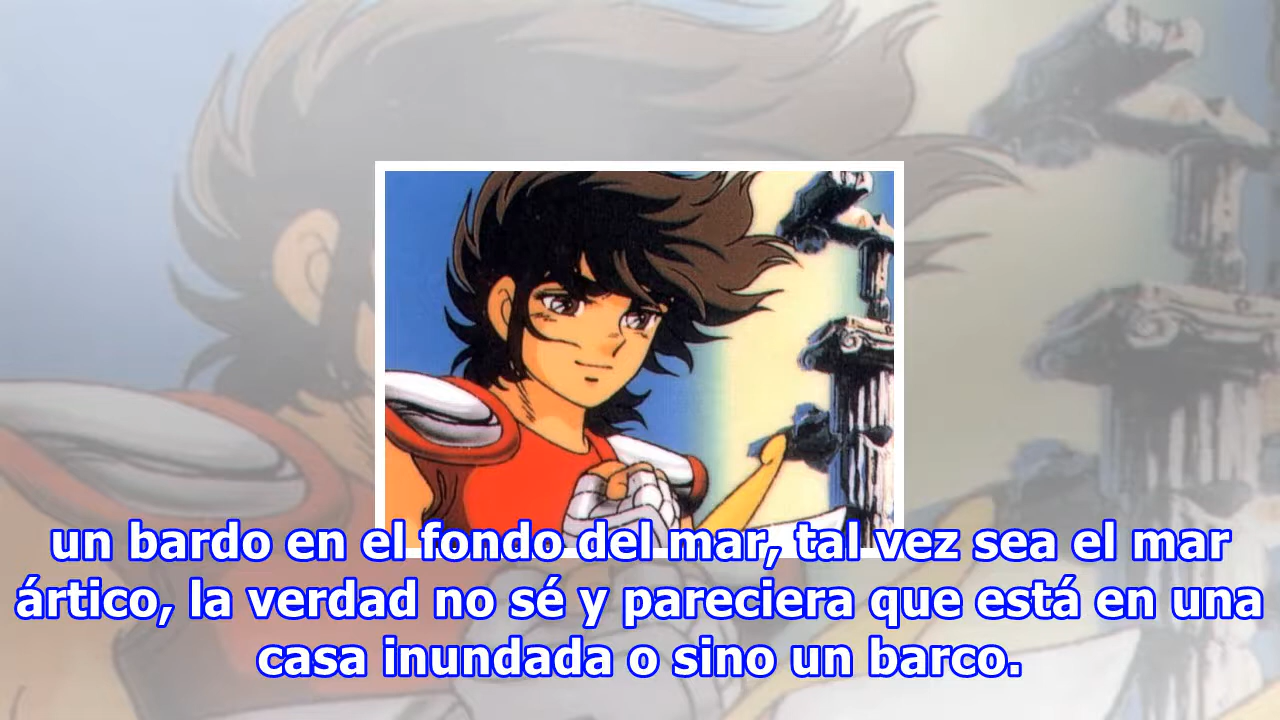 un bardo en el fondo del mar, tal vez sea el mar
ártico, la verdad no sé y pareciera que está en una
casa inundada o sino un barco.